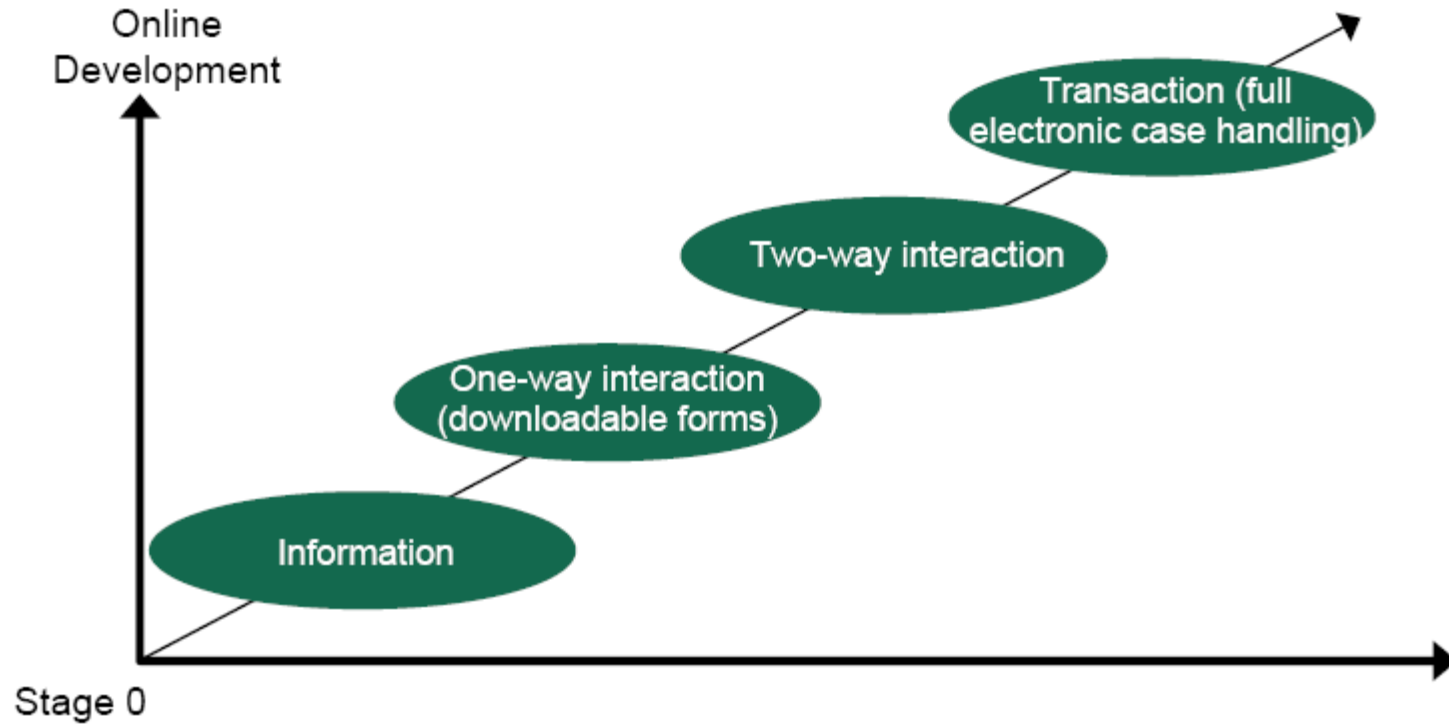 Online
Development
Transaction (full
electronic case handling)
Two-way interaction
One-way interaction
(downloadable forms)
Information
Stage 0